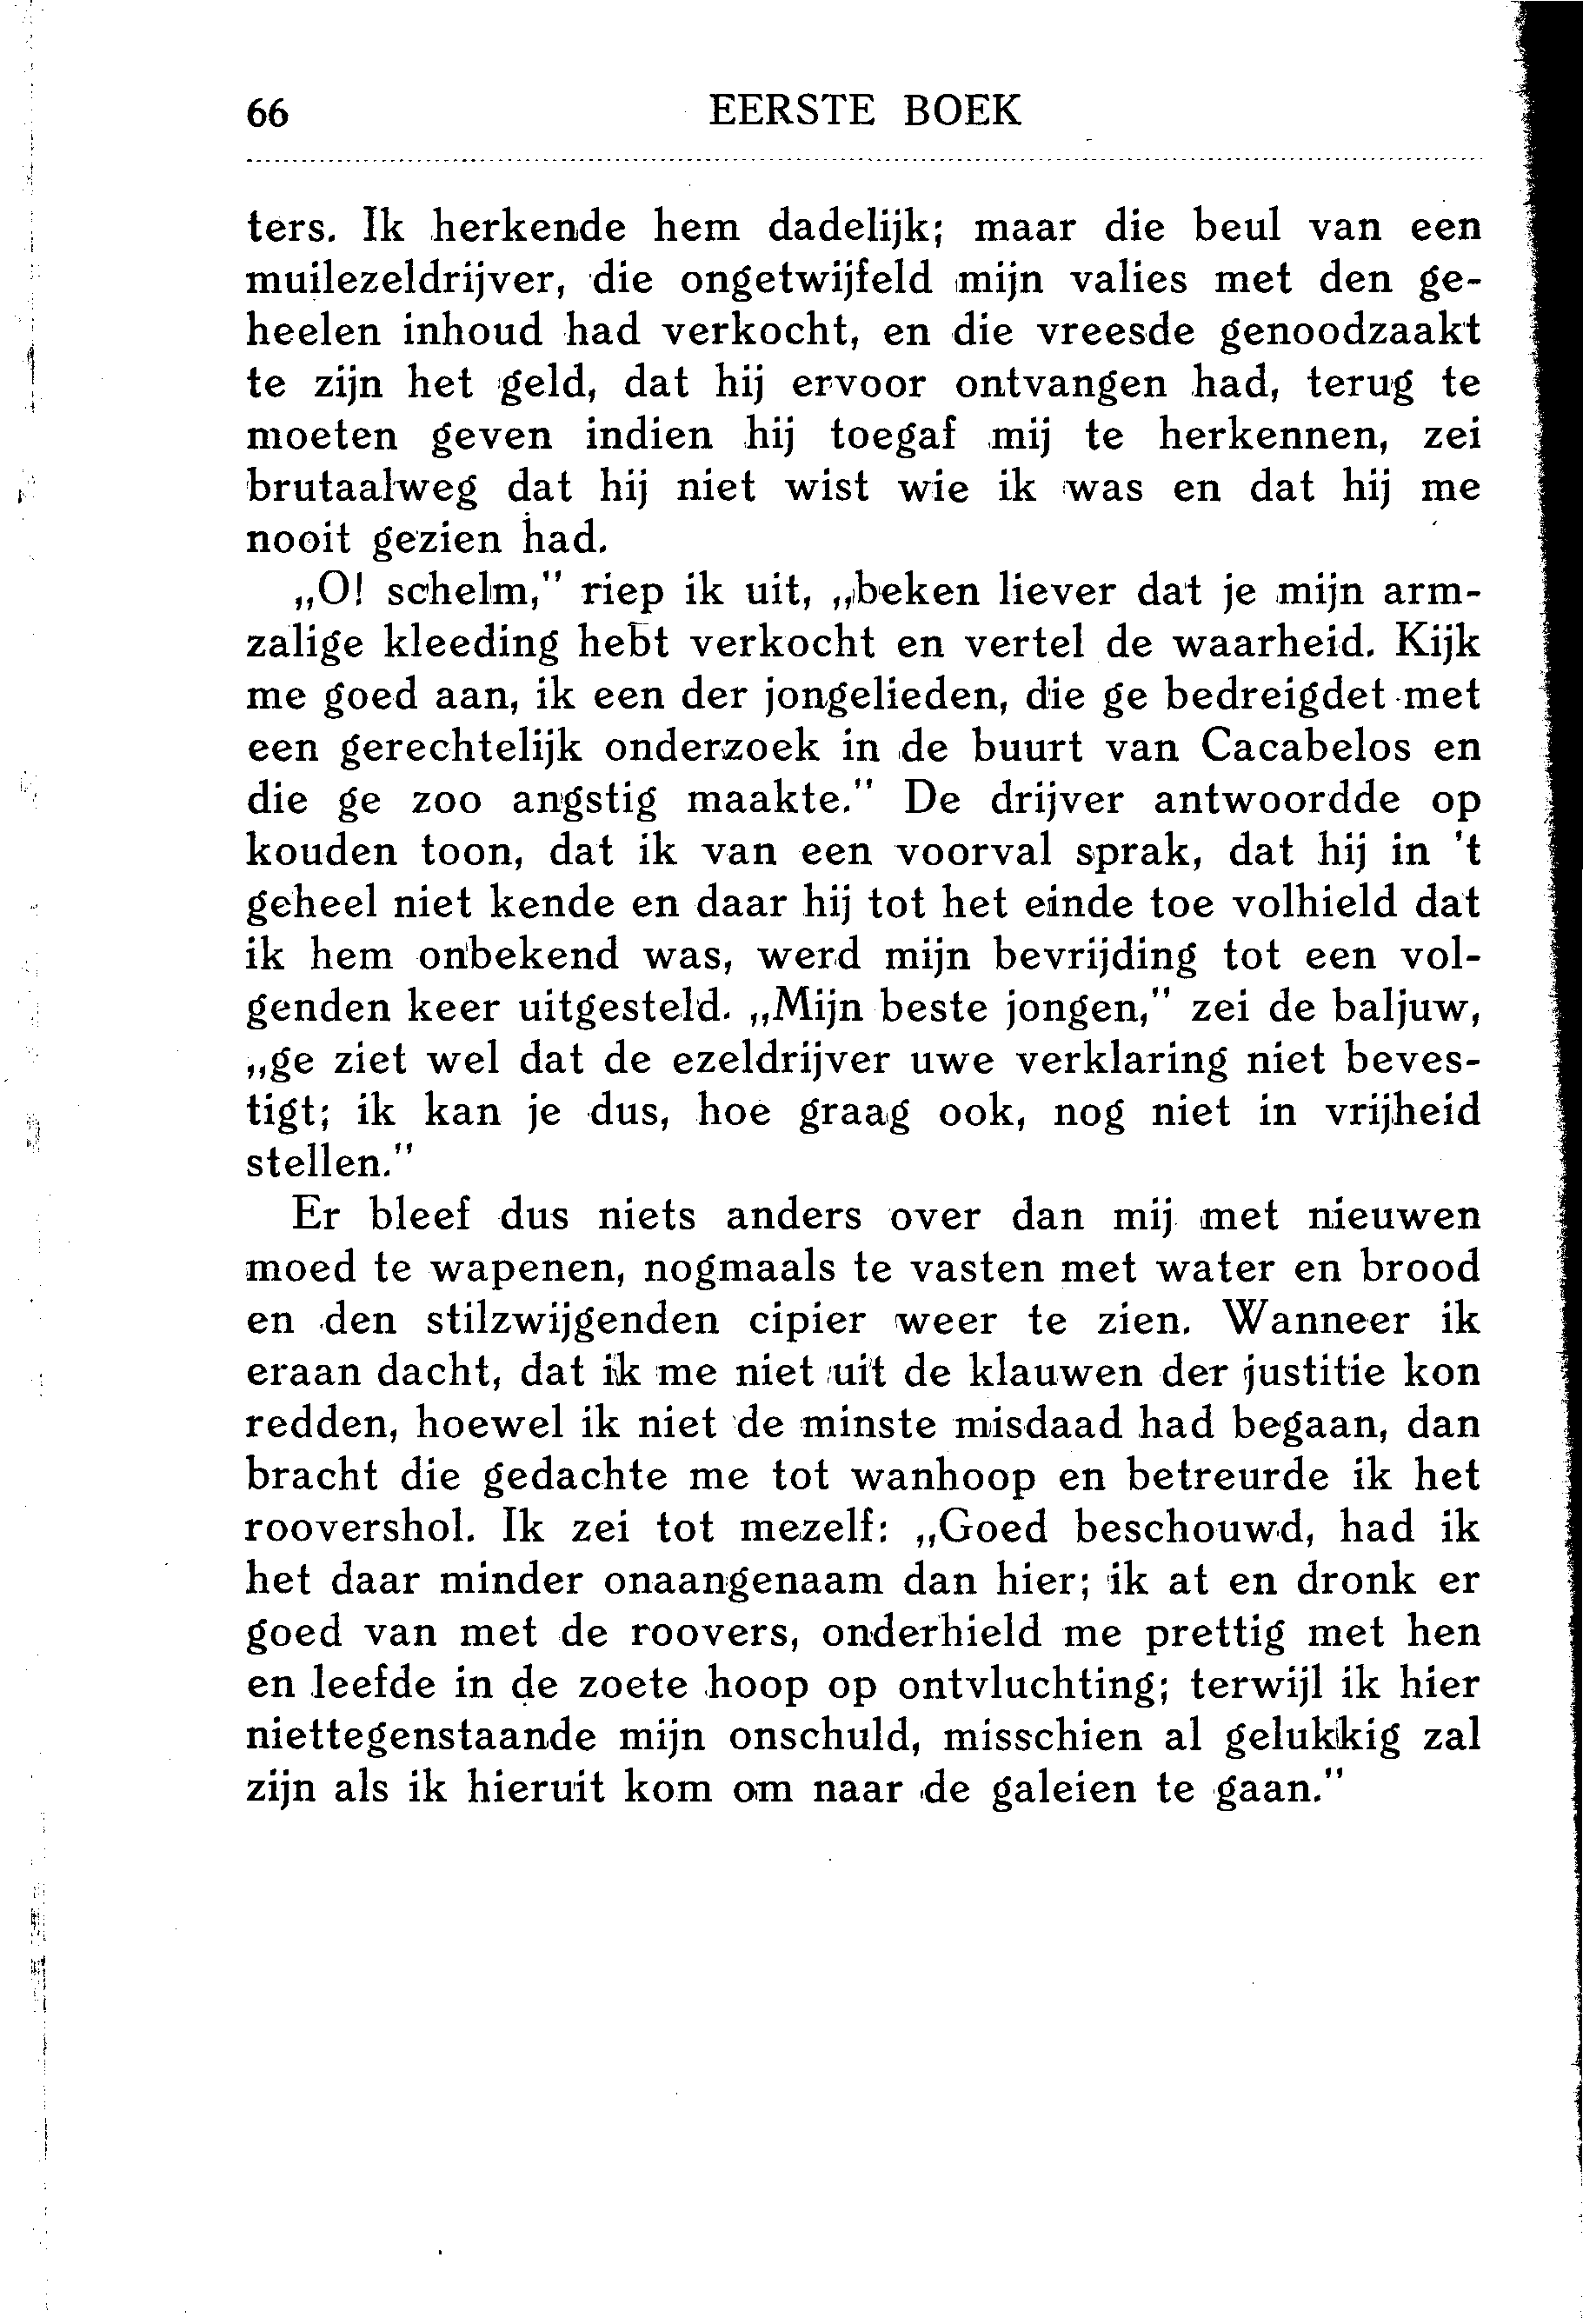 66 EERSTE BOEK
ters. Ik herkende hem dadelijk; maar die beul van een
muilezeldrijver, die ongetwijfeld mijn valies met den ge-
heelen inhoud had verkocht, en die vreesde genoodzaakt
te zijn het geld, dat hij ervoor ontvangen had, terug te
moeten geven indien hij toegaf mij te herkennen, zei
brutaalweg dat hij niet wist wie ik was en dat hij me
nooit gezien had.
„O! schelm,” riep ik uit, „beken liever dat je mijn arm-
zalige kleeding hebt verkocht en vertel de waarheid. Kijk
me goed aan, ik een der jongelieden, die ge bedreigdet met
een gerechtelijk onderzoek in de buurt van Cacabelos en
die ge zoo angstig maakte.” De drijver antwoordde op
kouden toon, dat ik van een voorval sprak, dat hij in 't
geheel niet kende en daar hij tot het einde toe volhield dat
ik hem onbekend was, werd mijn bevrijding tot een vol-
genden keer uitgesteld. „Mijn beste jongen,” zei de baljuw,
„ge ziet wel dat de ezeldrijver uwe verklaring niet beves-
tigt; ik kan je dus, hoe graag ook, nog niet in vrijheid
stellen.”
Er bleef dus niets anders over dan mij met nieuwen
moed te wapenen, nogmaals te vasten met water en brood
en den stilzwijgenden cipier weer te zien. Wanneer ik
eraan dacht, dat ik me niet uit de klauwen der justitie kon
redden, hoewel ik niet de minste misdaad had begaan, dan
bracht die gedachte me tot wanhoop en betreurde ik het
roovershol. Ik zei tot mezelf: „Goed beschouwd, had ik
het daar minder onaangenaam dan hier; ik at en dronk er
goed van met de roovers, onderhield me prettig met hen
en leefde in de zoete hoop op ontvluchting; terwijl ik hier
niettegenstaande mijn onschuld, misschien al gelukkig zal
zijn als ik hieruit kom om naar de galeien te gaan.”